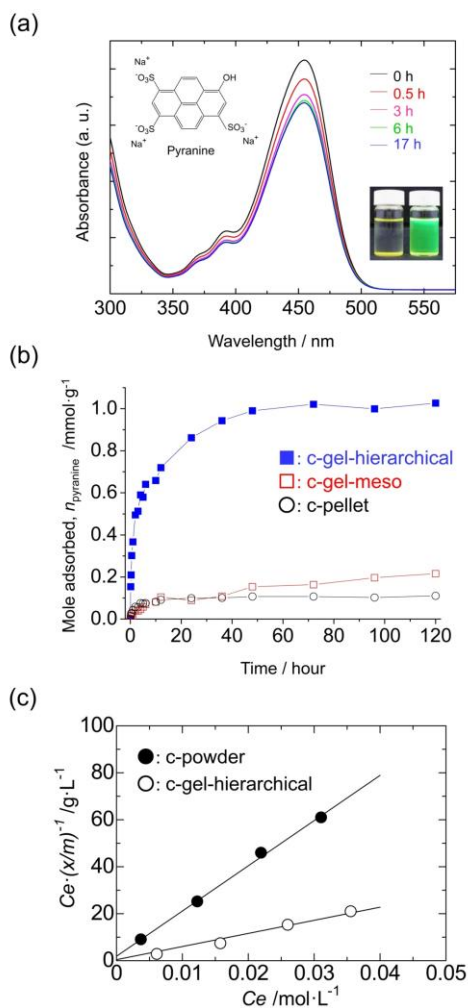 (a)
Na⁺
⁻O₃S
OH
0 h
0.5 h
3 h
6 h
17 h
⁻O₃S
SO₃⁻
Na⁺
Na⁺
Pyranine
Absorbance (a. u.)
300 350 400 450 500 550
Wavelength / nm
(b)
1.0
0.8
0.6
0.4
0.2
0.0
Mole adsorbed, n_pyranine /mmol·g⁻¹
: c-gel-hierarchical
: c-gel-meso
: c-pellet
0 20 40 60 80 100 120
Time / hour
(c)
100
80
60
40
20
0
Ce·(x/m)⁻¹ /g·L⁻¹
: c-powder
: c-gel-hierarchical
0 0.01 0.02 0.03 0.04 0.05
Ce /mol·L⁻¹